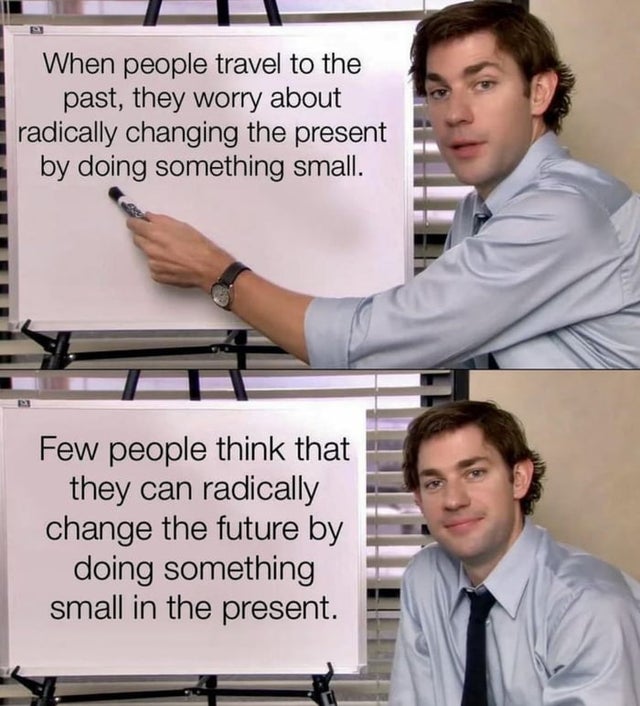 When people travel to the
past, they worry about
radically changing the present
by doing something small.
Few people think that
they can radically
change the future by
doing something
small in the present.